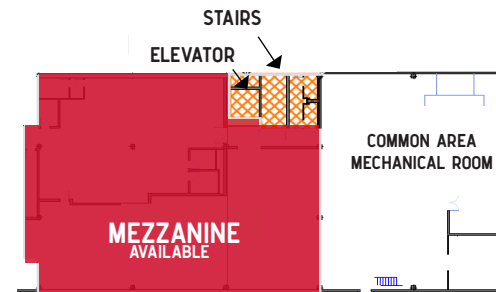 STAIRS
ELEVATOR
COMMON AREA
MECHANICAL ROOM
MEZZANINE
AVAILABLE